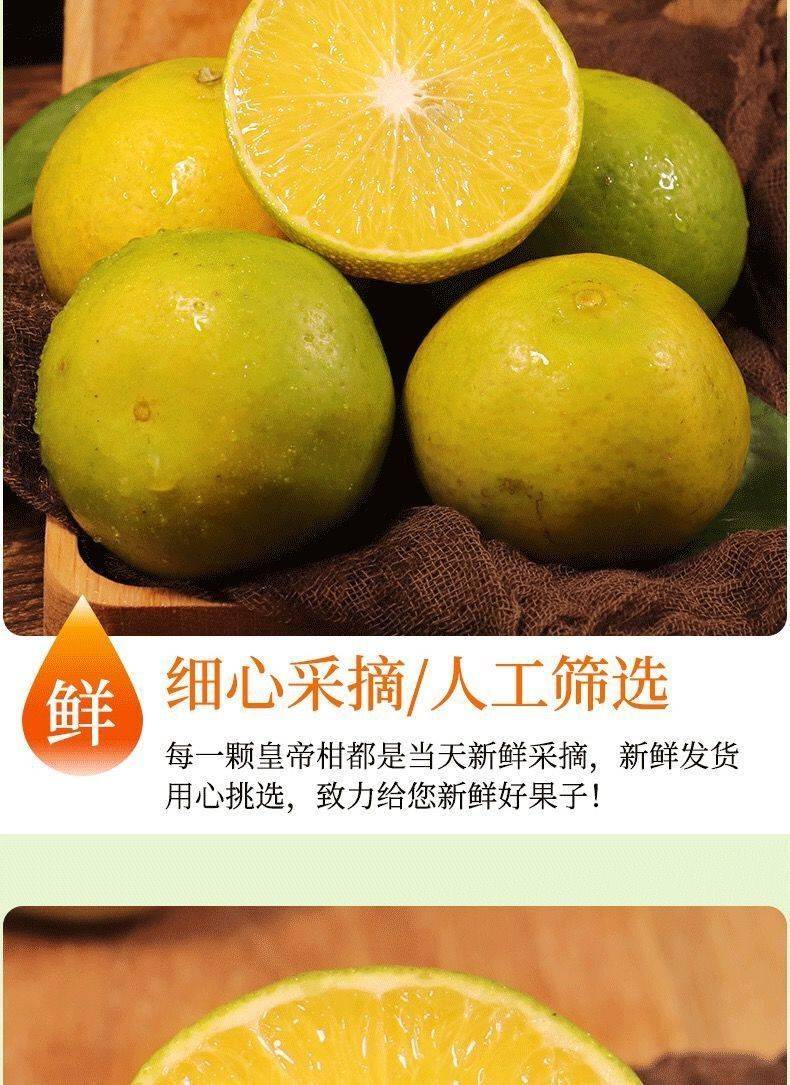 鲜
细心采摘/人工筛选
每一颗皇帝柑都是当天新鲜采摘，新鲜发货
用心挑选，致力给您新鲜好果子！